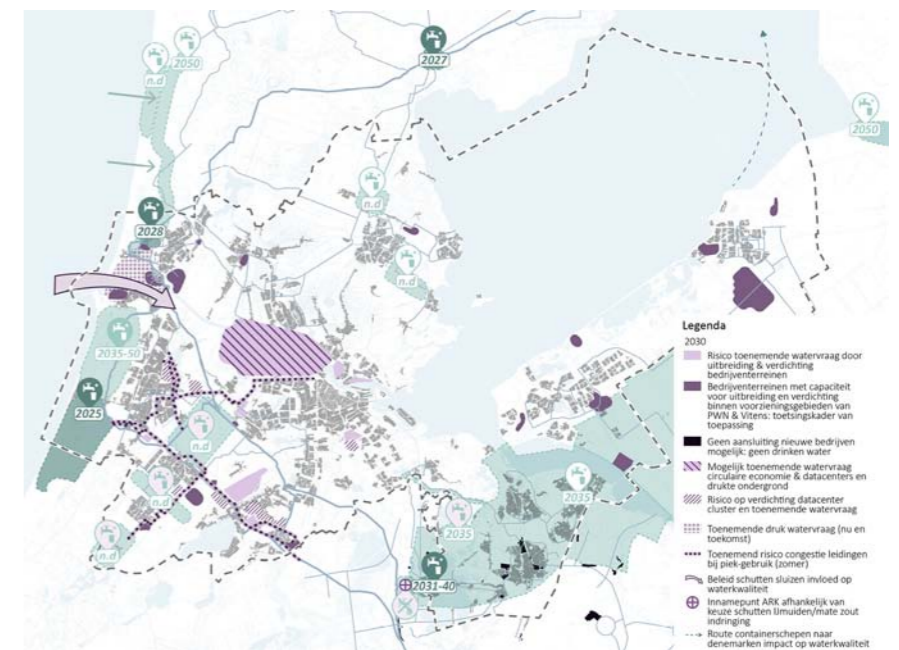 2050
n.d
2027
2050
n.d
2028
n.d
2035-50
2025
n.d
n.d
n.d
2035
2035
2031-40
Legenda
2030
Risico toenemende watervraag door
uitbreiding & verdichting
bedrijventerreinen
Bedrijventerreinen met capaciteit
voor uitbreiding en verdichting
binnen voorzieningsgebieden van
PWN & Vitens: toetsingskader van
toepassing
Geen aansluiting nieuwe bedrijven
mogelijk: geen drinken water
Mogelijk toenemende watervraag
circulaire economie & datacenters en
drukte ondergrond
Risico op verdichting datacenter
cluster en toenemende watervraag
Toenemende druk watervraag (nu en
toekomst)
Toenemend risico congestie leidingen
bij piek-gebruik (zomer)
Beleid schutten sluizen invloed op
waterkwaliteit
Innamepunt ARK afhankelijk van
keuze schutten IJmuiden/mate zout
indringing
Route containerschepen naar
denemarken impact op waterkwaliteit